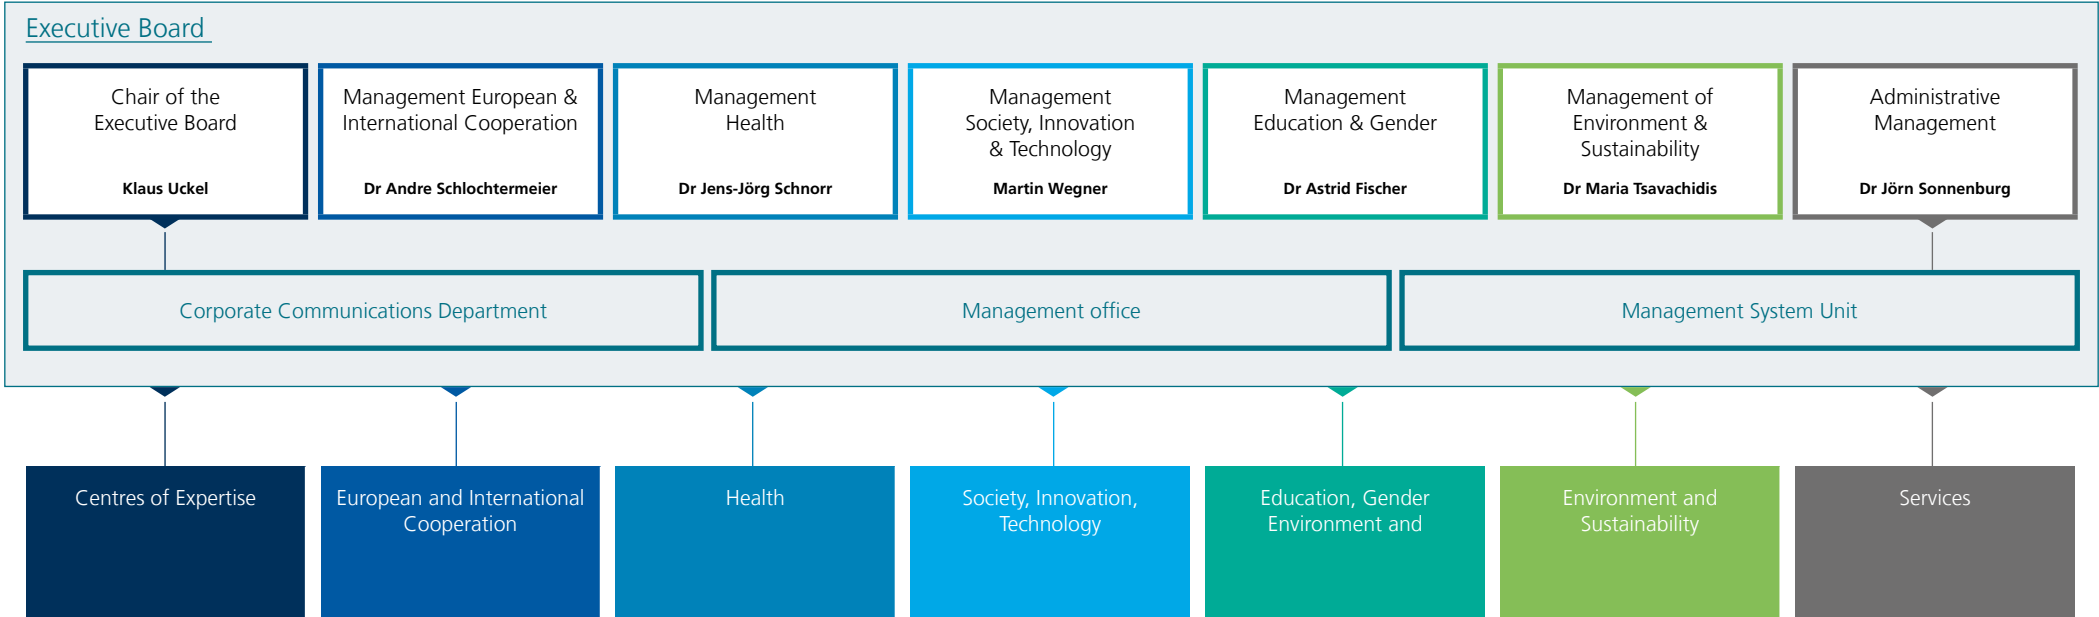 Executive Board
Chair of the
Executive Board
Klaus Uckel
Management European &
International Cooperation
Dr Andre Schlochtermeier
Management
Health
Dr Jens-Jörg Schnorr
Management
Society, Innovation
& Technology
Martin Wegner
Management
Education & Gender
Dr Astrid Fischer
Management of
Environment &
Sustainability
Dr Maria Tsavachidis
Administrative
Management
Dr Jörn Sonnenburg
Corporate Communications Department
Management office
Management System Unit
Centres of Expertise
European and International
Cooperation
Health
Society, Innovation,
Technology
Education, Gender
Environment and
Environment and
Sustainability
Services